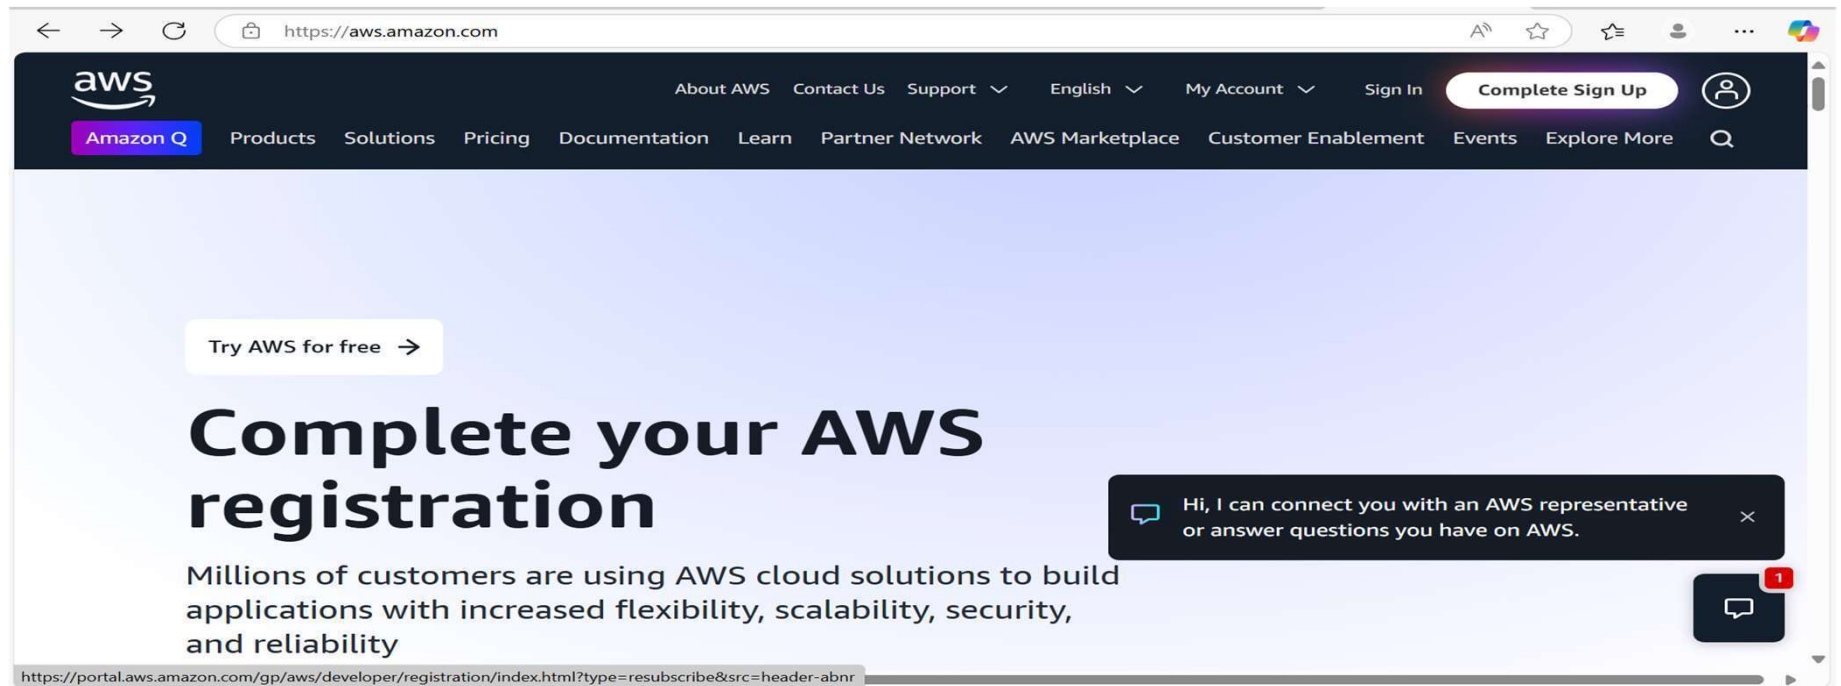 https://aws.amazon.com
aws
About AWS Contact Us Support English My Account Sign In Complete Sign Up
Amazon Q Products Solutions Pricing Documentation Learn Partner Network AWS Marketplace Customer Enablement Events Explore More
Try AWS for free →
Complete your AWS
registration
Hi, I can connect you with an AWS representative
or answer questions you have on AWS.
Millions of customers are using AWS cloud solutions to build
applications with increased flexibility, scalability, security,
and reliability
1
https://portal.aws.amazon.com/gp/aws/developer/registration/index.html?type=resubscribe&src=header-abnr